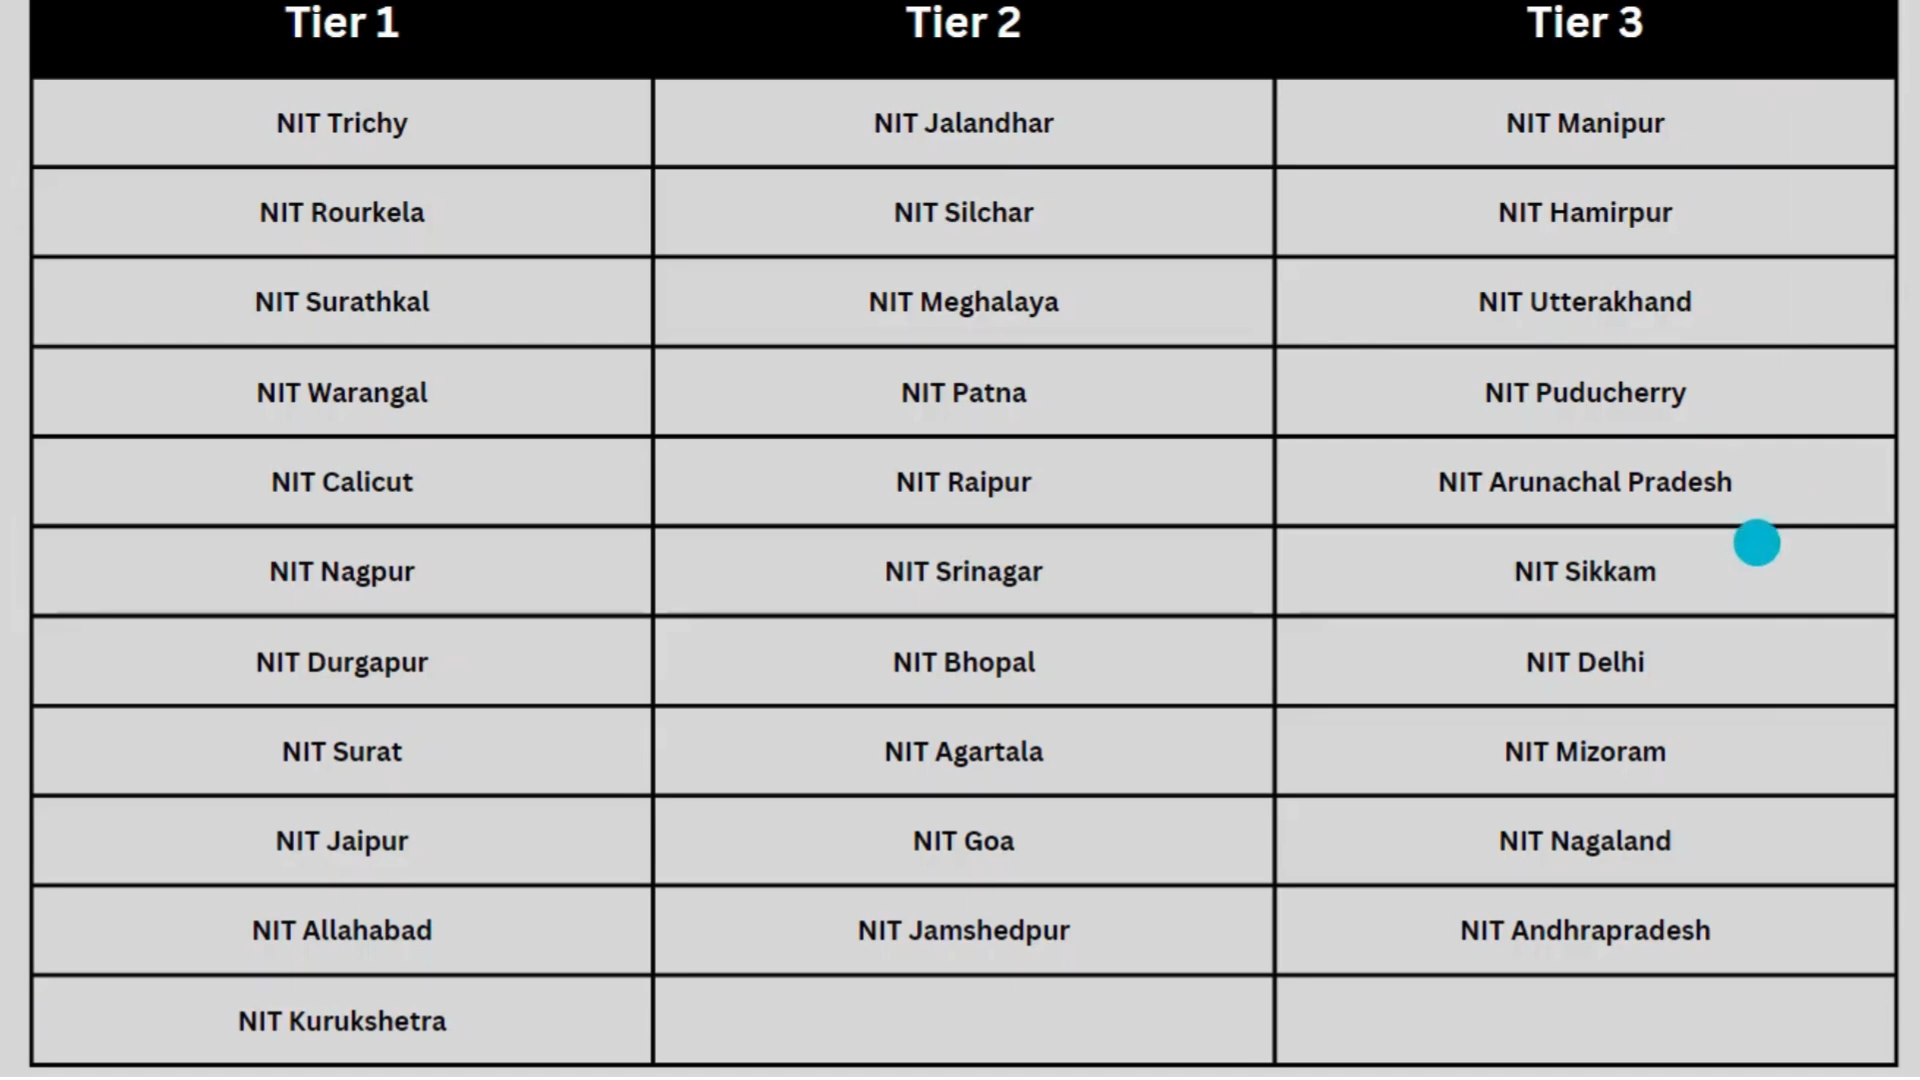 Tier 1 Tier 2 Tier 3
NIT Trichy NIT Jalandhar NIT Manipur
NIT Rourkela NIT Silchar NIT Hamirpur
NIT Surathkal NIT Meghalaya NIT Utterakhand
NIT Warangal NIT Patna NIT Puducherry
NIT Calicut NIT Raipur NIT Arunachal Pradesh
NIT Nagpur NIT Srinagar NIT Sikkam
NIT Durgapur NIT Bhopal NIT Delhi
NIT Surat NIT Agartala NIT Mizoram
NIT Jaipur NIT Goa NIT Nagaland
NIT Allahabad NIT Jamshedpur NIT Andhrapradesh
NIT Kurukshetra